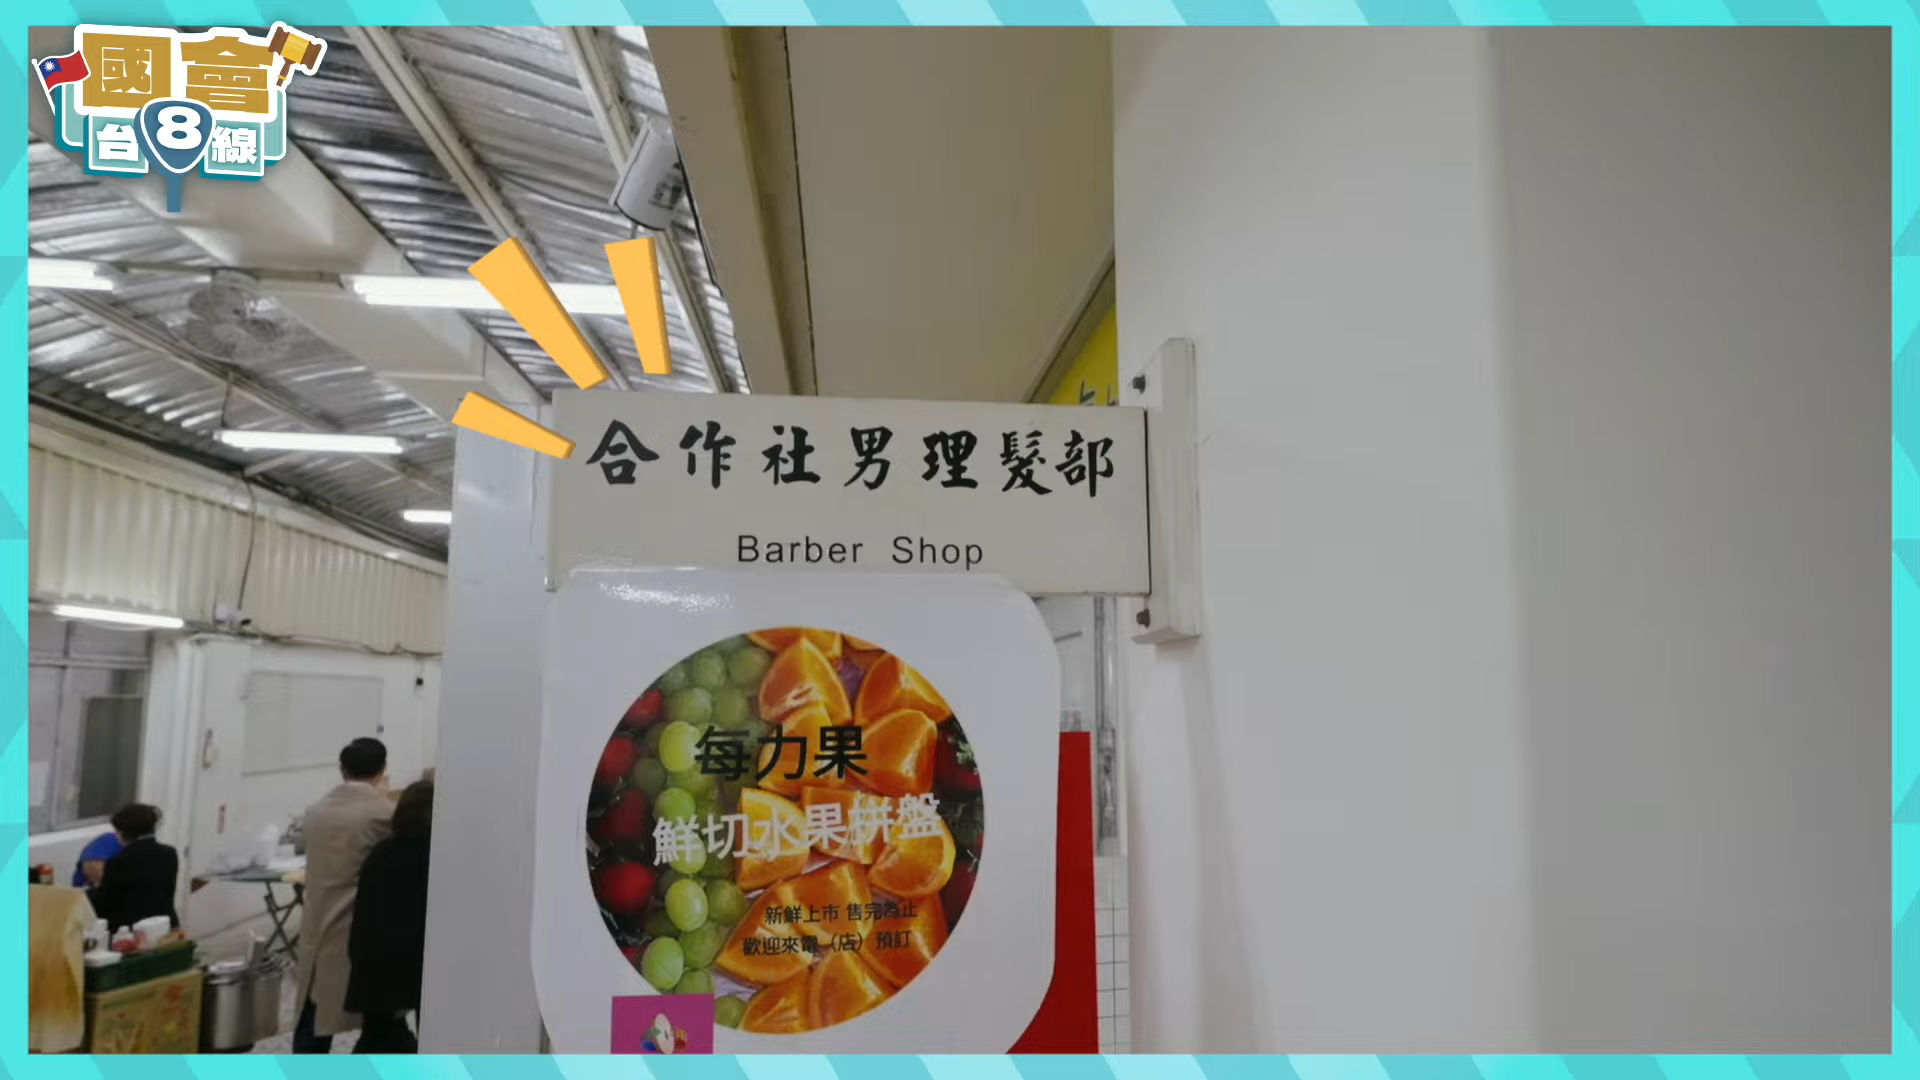 國會
台8線
合作社男理髮部
Barber Shop
每力果
鮮切水果拼盤
新鮮上市 售完為止
歡迎來電（店）預訂